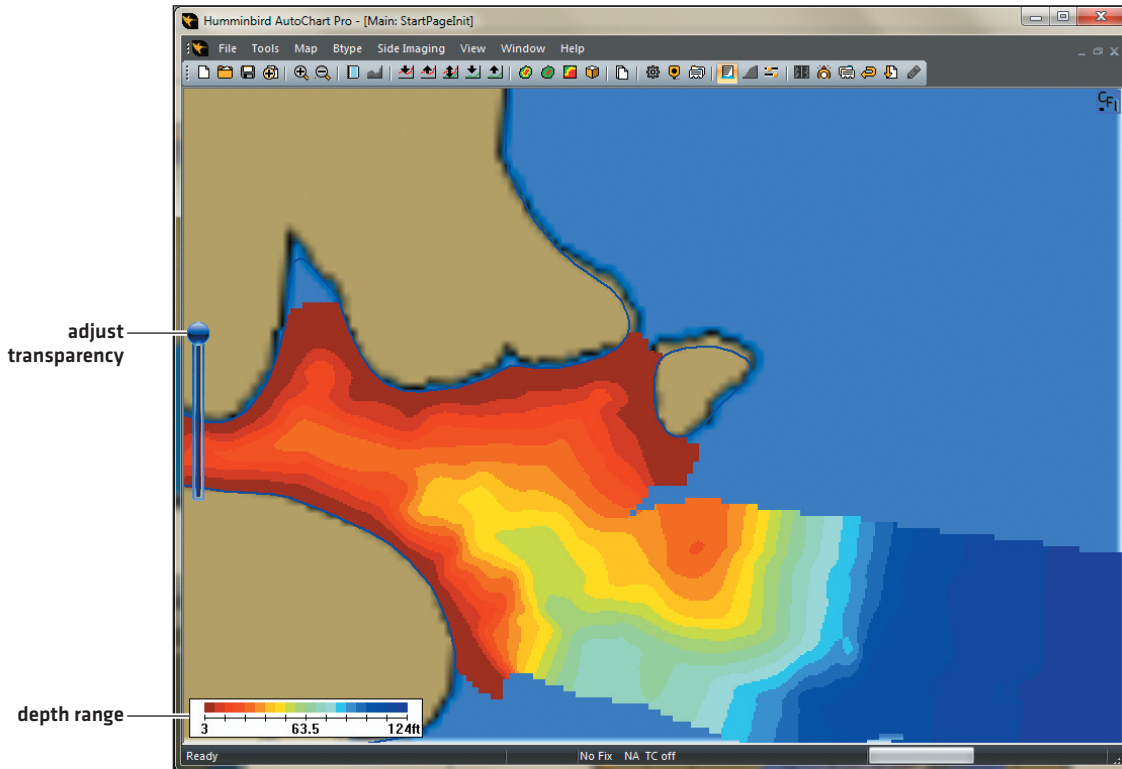 Humminbird AutoChart Pro - [Main: StartPageInit]
File Tools Map Btype Side Imaging View Window Help
CFI
adjust
transparency
depth range
3 63.5 124ft
Ready No Fix NA TC off